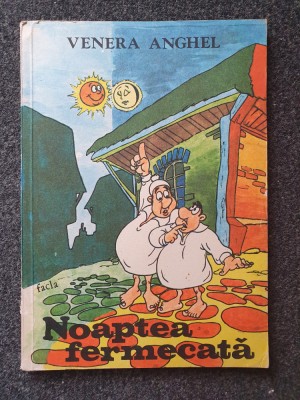 VENERA ANGHEL
facla
Noaptea
fermecată